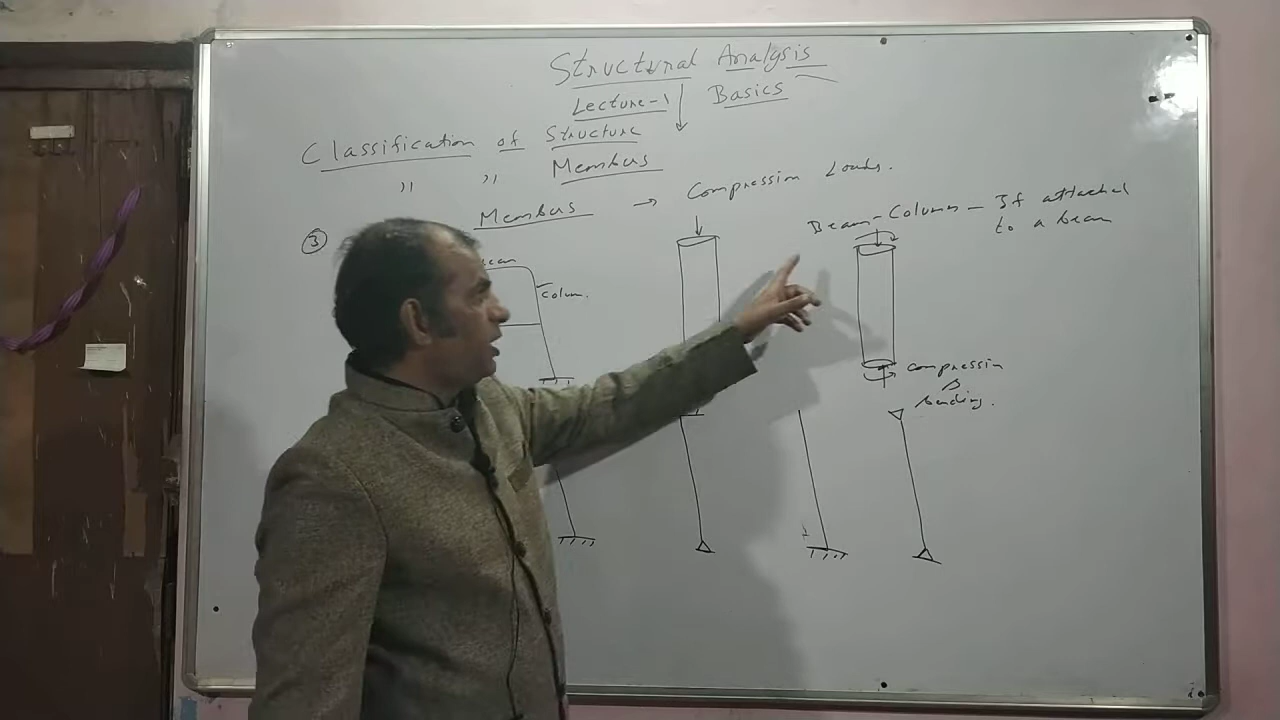 Structural Analysis
Lecture-1 Basics
Classification of Structure
" " Members
③ Members → Compression Loads.
Beam-Columns - If attached
to a beam
Colum.
compression
&
bending.